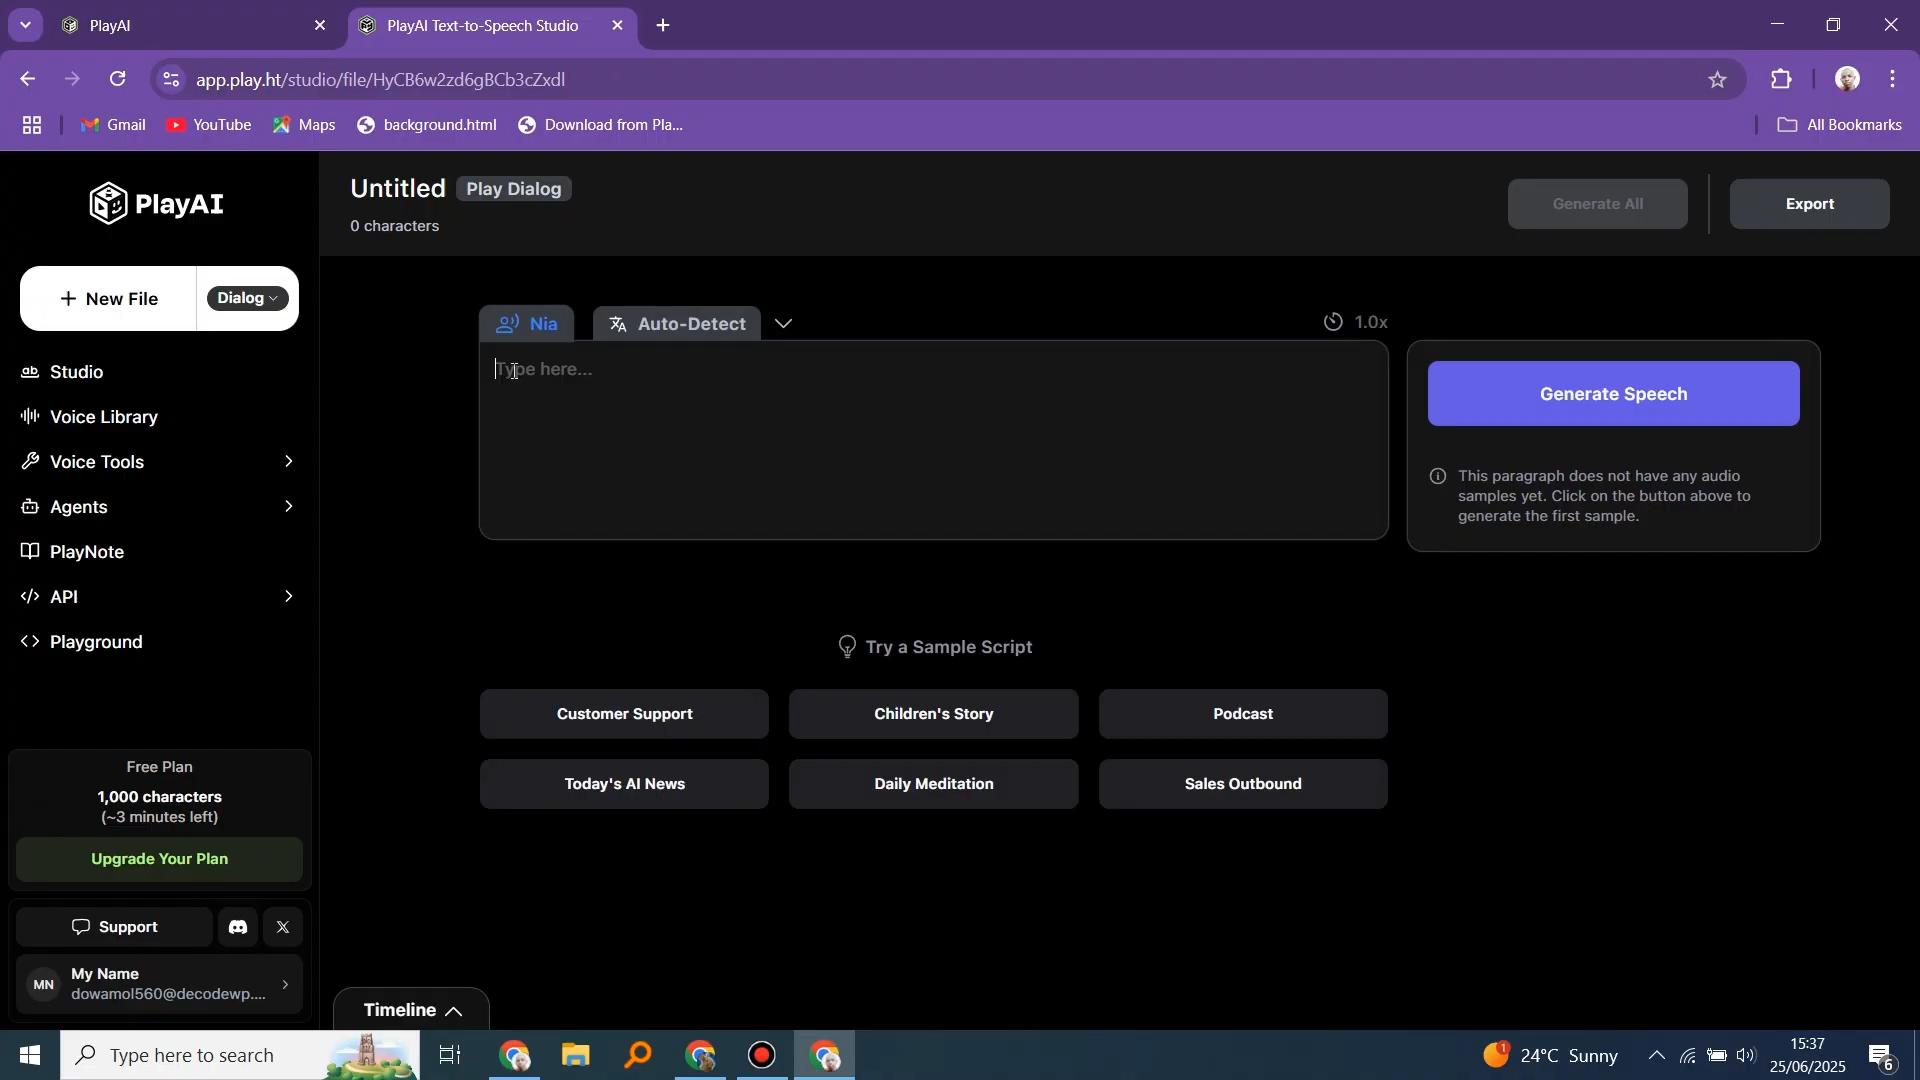 PlayAI
PlayAI Text-to-Speech Studio
app.play.ht/studio/file/HyCB6w2zd6gBCb3cZxdl
Gmail
YouTube
Maps
background.html
Download from Pla...
All Bookmarks
PlayAI
New File
Dialog
Studio
Voice Library
Voice Tools
Agents
PlayNote
API
Playground
Free Plan
1,000 characters
(~3 minutes left)
Upgrade Your Plan
Support
MN
My Name
dowamol560@decodewp....
Untitled
Play Dialog
0 characters
Generate All
Export
Nia
Auto-Detect
1.0x
Type here...
Generate Speech
This paragraph does not have any audio
samples yet. Click on the button above to
generate the first sample.
Try a Sample Script
Customer Support
Children's Story
Podcast
Today's AI News
Daily Meditation
Sales Outbound
Timeline
Type here to search
1
24°C Sunny
15:37
25/06/2025
6